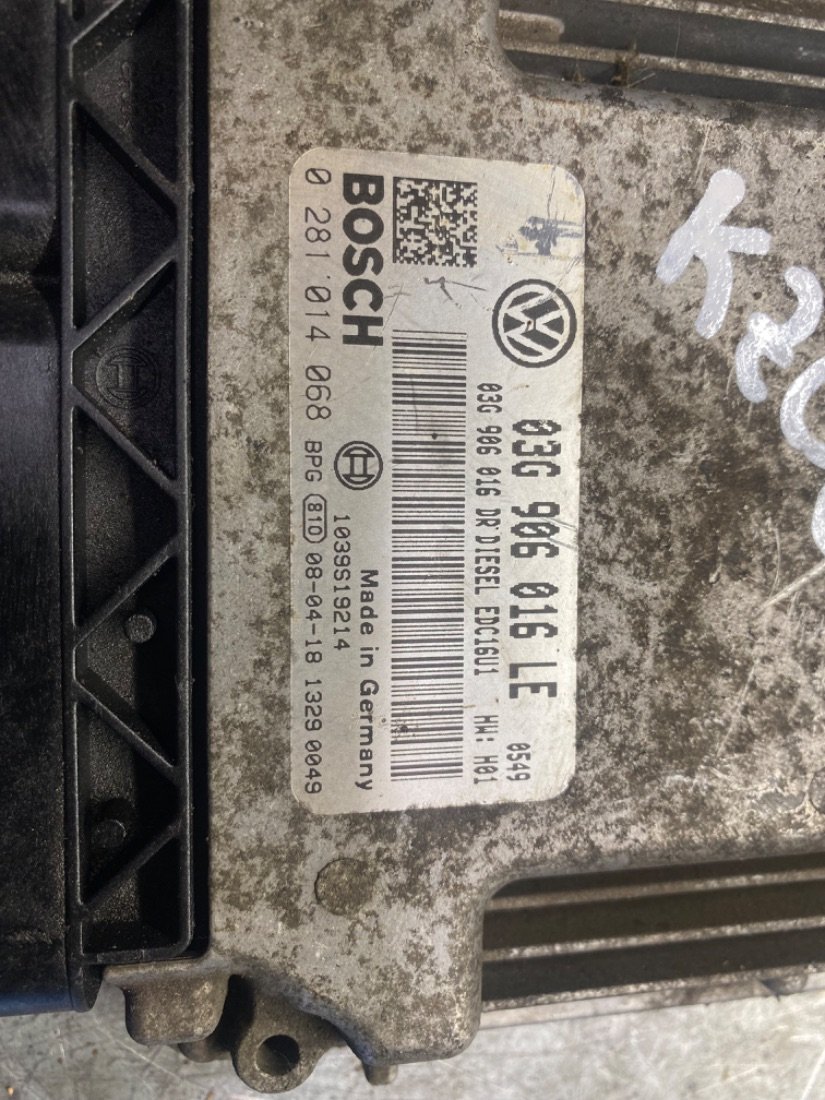 03G 906 016 LE
0549
03G 906 016 DR DIESEL EDC16U1 HW: H01
BOSCH
Made in Germany
1039S19214
0 281 014 068 BPG 810 08-04-18 1329 0049